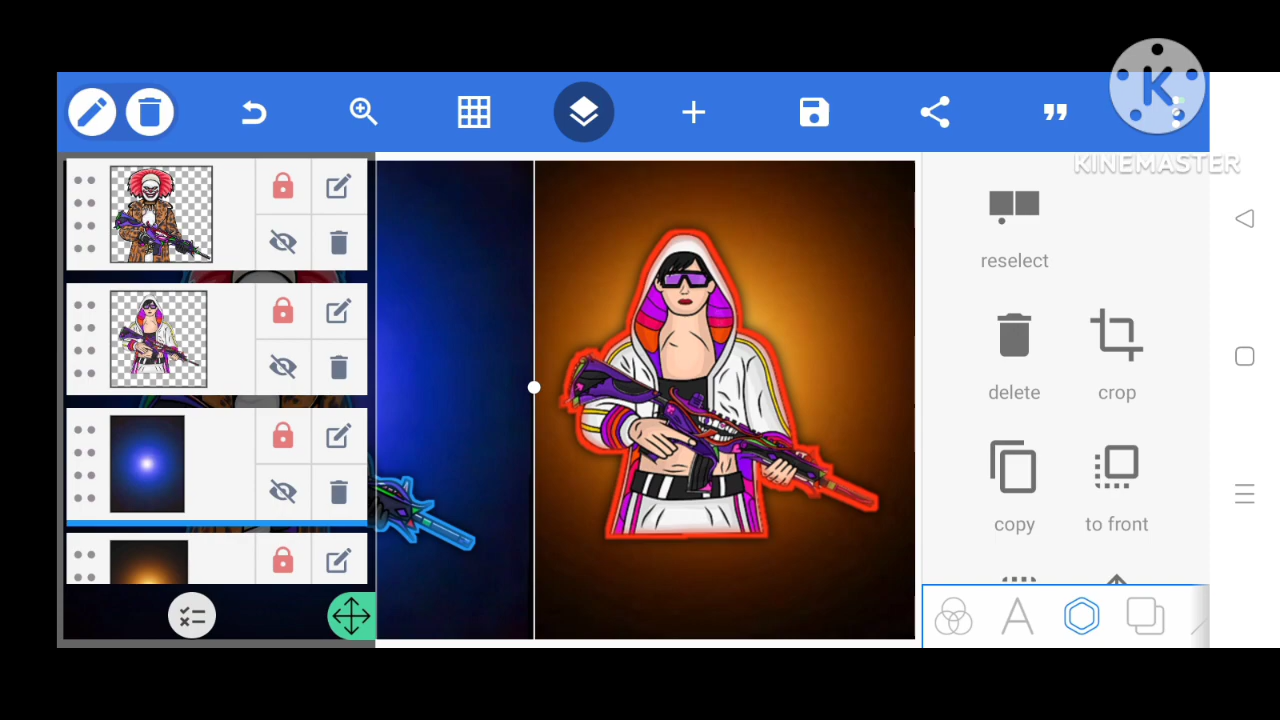 K
KINEMASTER
reselect
delete
crop
copy
to front
A